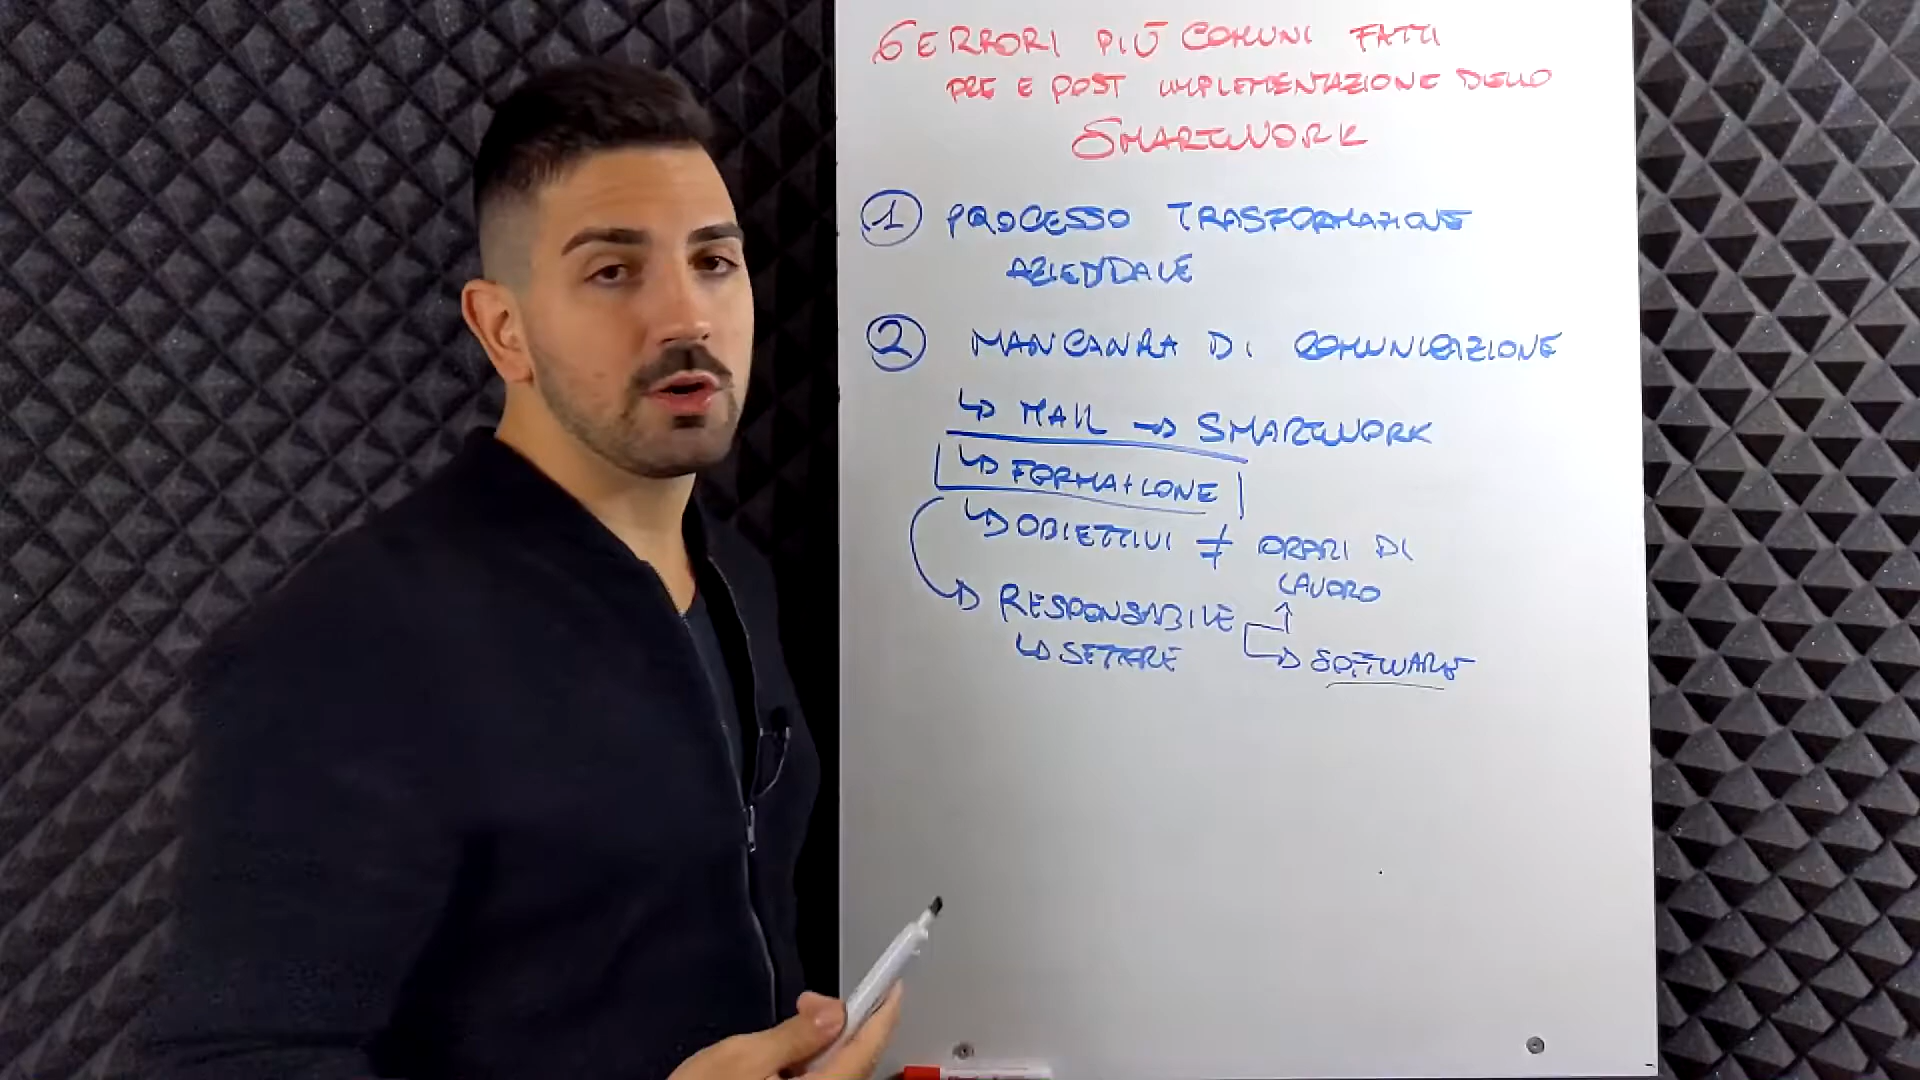 6 ERRORI PIÙ COMUNI FATTI
PRE E POST IMPLEMENTAZIONE DELLO
SMARTWORK
1 PROCESSO TRASFORMAZIONE
AZIENDALE
2 MANCANZA DI COMUNICAZIONE
↳ MAIL → SMARTWORK
↳ FORMAZIONE
↳ OBIETTIVI ≠ ORARI DI
LAVORO
→ RESPONSABILE
↳ SETTORE → SOFTWARE